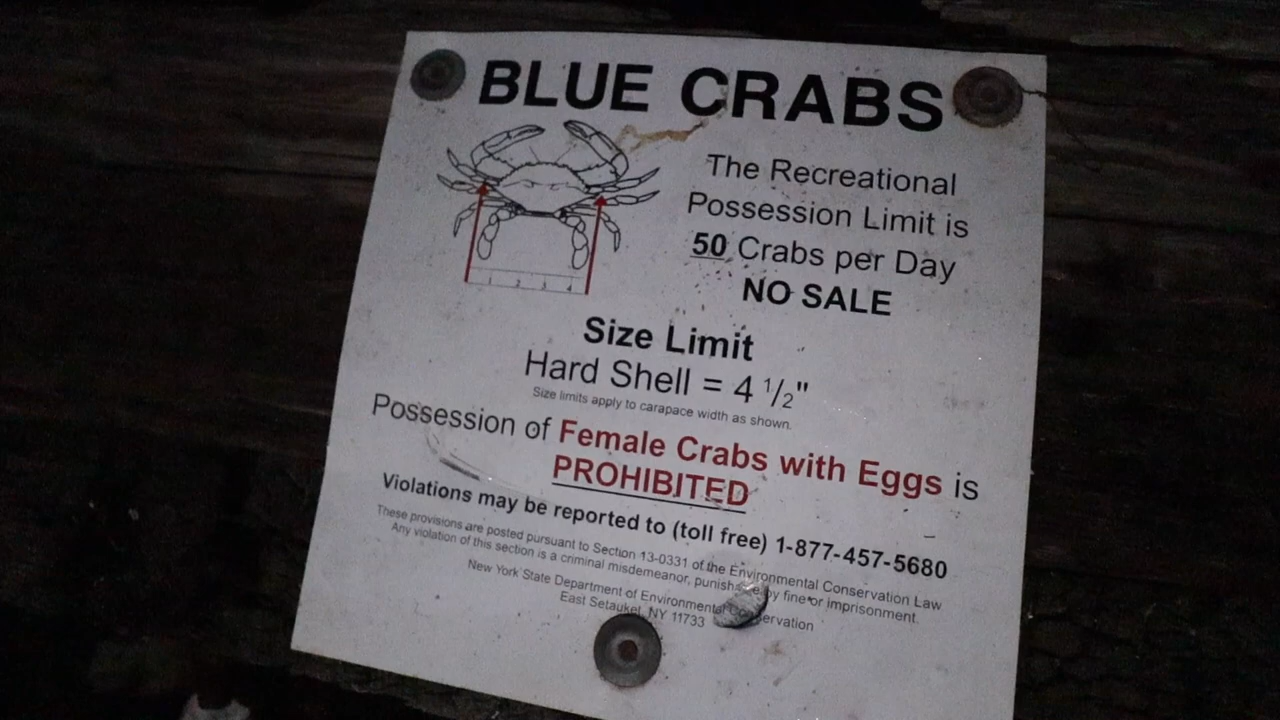 BLUE CRABS
The Recreational
Possession Limit is
50 Crabs per Day
NO SALE
1 2 3 4
Size Limit
Hard Shell = 4 1/2"
Size limits apply to carapace width as shown.
Possession of Female Crabs with Eggs is
PROHIBITED
Violations may be reported to (toll free) 1-877-457-5680
These provisions are posted pursuant to Section 13-0331 of the Environmental Conservation Law
Any violation of this section is a criminal misdemeanor, punishable by fine or imprisonment.
New York State Department of Environmental Conservation
East Setauket, NY 11733